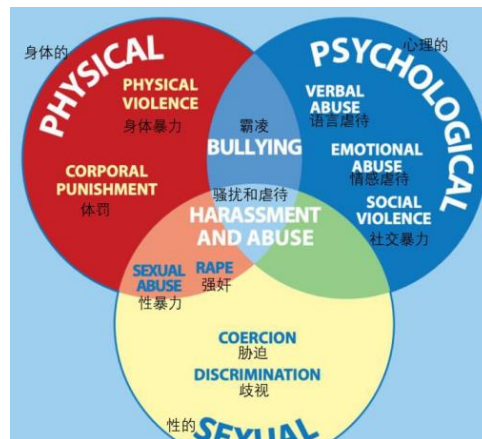 身体的
PHYSICAL
PHYSICAL
VIOLENCE
身体暴力
CORPORAL
PUNISHMENT
体罚
心理的
PSYCHOLOGICAL
VERBAL
ABUSE
语言虐待
EMOTIONAL
ABUSE
情感虐待
SOCIAL
VIOLENCE
社交暴力
霸凌
BULLYING
骚扰和虐待
HARASSMENT
AND ABUSE
SEXUAL
ABUSE
性暴力
RAPE
强奸
COERCION
胁迫
DISCRIMINATION
歧视
性的
SEXUAL